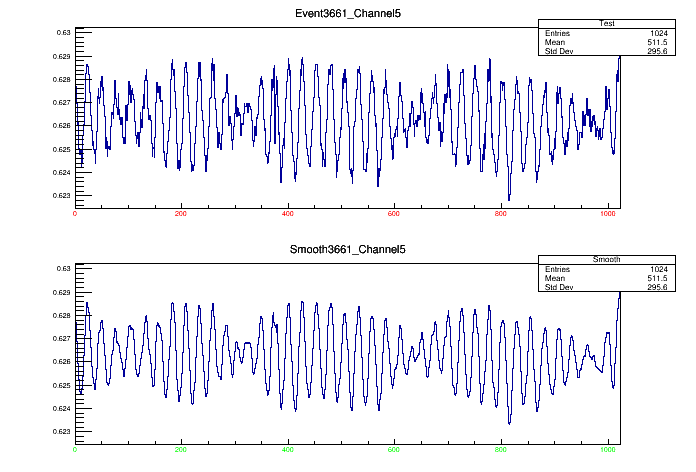 Event3661_Channel5
Test
Entries 1024
Mean 511.5
Std Dev 295.6
0.63
0.629
0.628
0.627
0.626
0.625
0.624
0.623
0 200 400 600 800 1000
Smooth3661_Channel5
Smooth
Entries 1024
Mean 511.5
Std Dev 295.6
0.63
0.629
0.628
0.627
0.626
0.625
0.624
0.623
0 200 400 600 800 1000